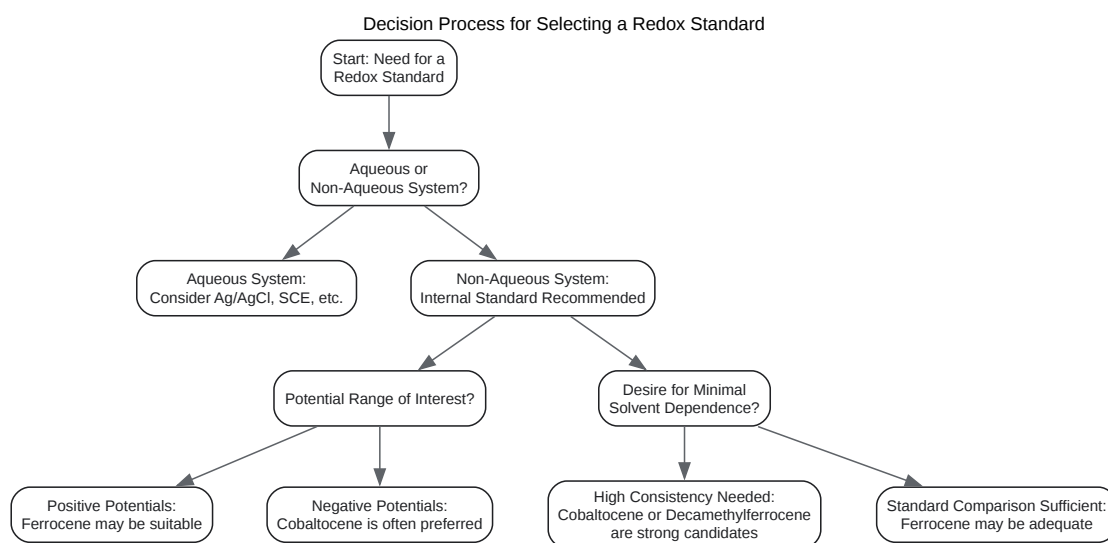 Decision Process for Selecting a Redox Standard
Start: Need for a
Redox Standard
Aqueous or
Non-Aqueous System?
Aqueous System:
Consider Ag/AgCl, SCE, etc.
Non-Aqueous System:
Internal Standard Recommended
Potential Range of Interest?
Desire for Minimal
Solvent Dependence?
Positive Potentials:
Ferrocene may be suitable
Negative Potentials:
Cobaltocene is often preferred
High Consistency Needed:
Cobaltocene or Decamethylferrocene
are strong candidates
Standard Comparison Sufficient:
Ferrocene may be adequate